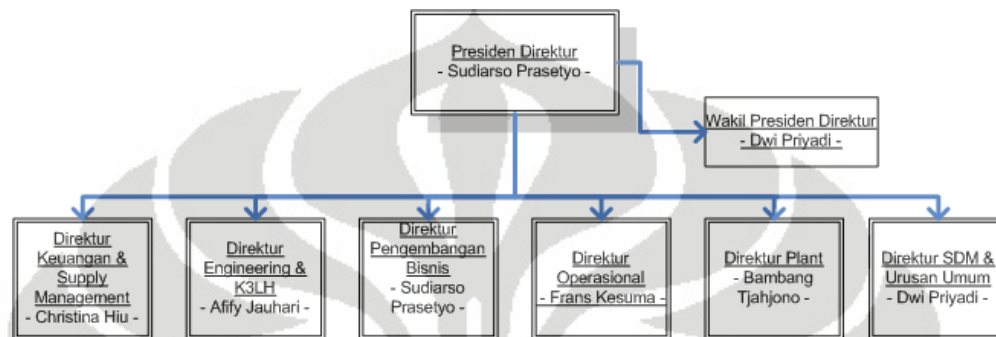 Presiden Direktur
- Sudiarso Prasetyo -
Wakil Presiden Direktur
- Dwi Priyadi -
Direktur
Keuangan &
Supply
Management
- Christina Hiu -
Direktur
Engineering &
K3LH
- Afify Jauhari -
Direktur
Pengembangan
Bisnis
- Sudiarso
Prasetyo -
Direktur
Operasional
- Frans Kesuma -
Direktur Plant
- Bambang
Tjahjono -
Direktur SDM &
Urusan Umum
- Dwi Priyadi -